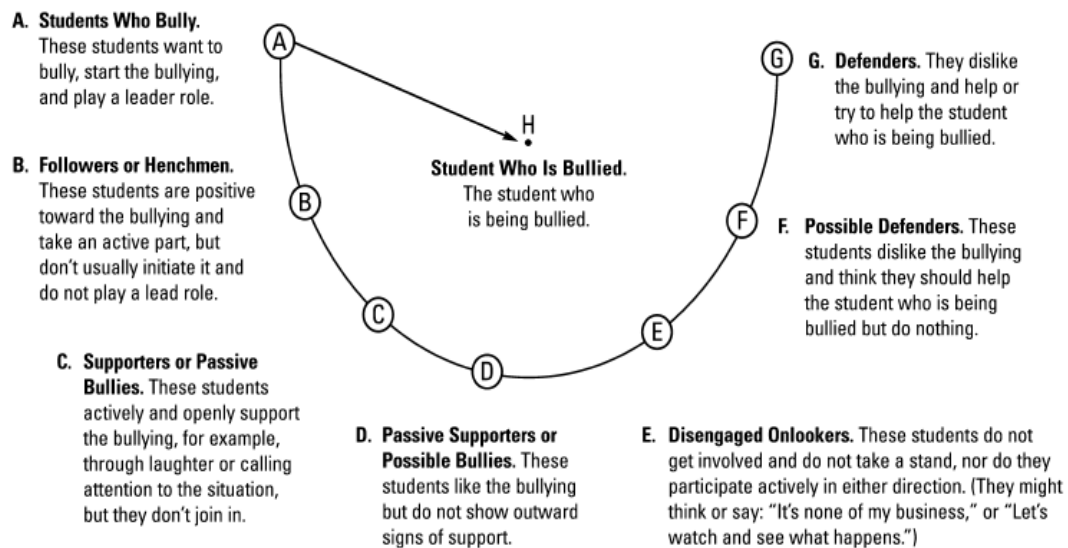 A. Students Who Bully.
These students want to
bully, start the bullying,
and play a leader role.
B. Followers or Henchmen.
These students are positive
toward the bullying and
take an active part, but
don't usually initiate it and
do not play a lead role.
C. Supporters or Passive
Bullies. These students
actively and openly support
the bullying, for example,
through laughter or calling
attention to the situation,
but they don't join in.
D. Passive Supporters or
Possible Bullies. These
students like the bullying
but do not show outward
signs of support.
E. Disengaged Onlookers. These students do not
get involved and do not take a stand, nor do they
participate actively in either direction. (They might
think or say: “It's none of my business,” or “Let's
watch and see what happens.”)
F. Possible Defenders. These
students dislike the bullying
and think they should help
the student who is being
bullied but do nothing.
G. Defenders. They dislike
the bullying and help or
try to help the student
who is being bullied.
H
Student Who Is Bullied.
The student who
is being bullied.
A
B
C
D
E
F
G